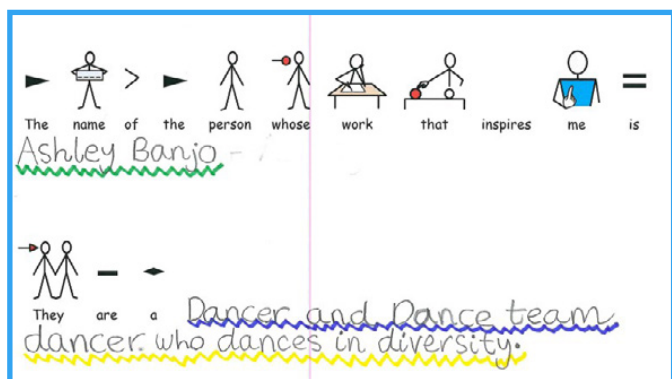 The name of the person whose work that inspires me is
Ashley Banjo
They are a Dancer and Dance team
dancer. who dances in diversity.